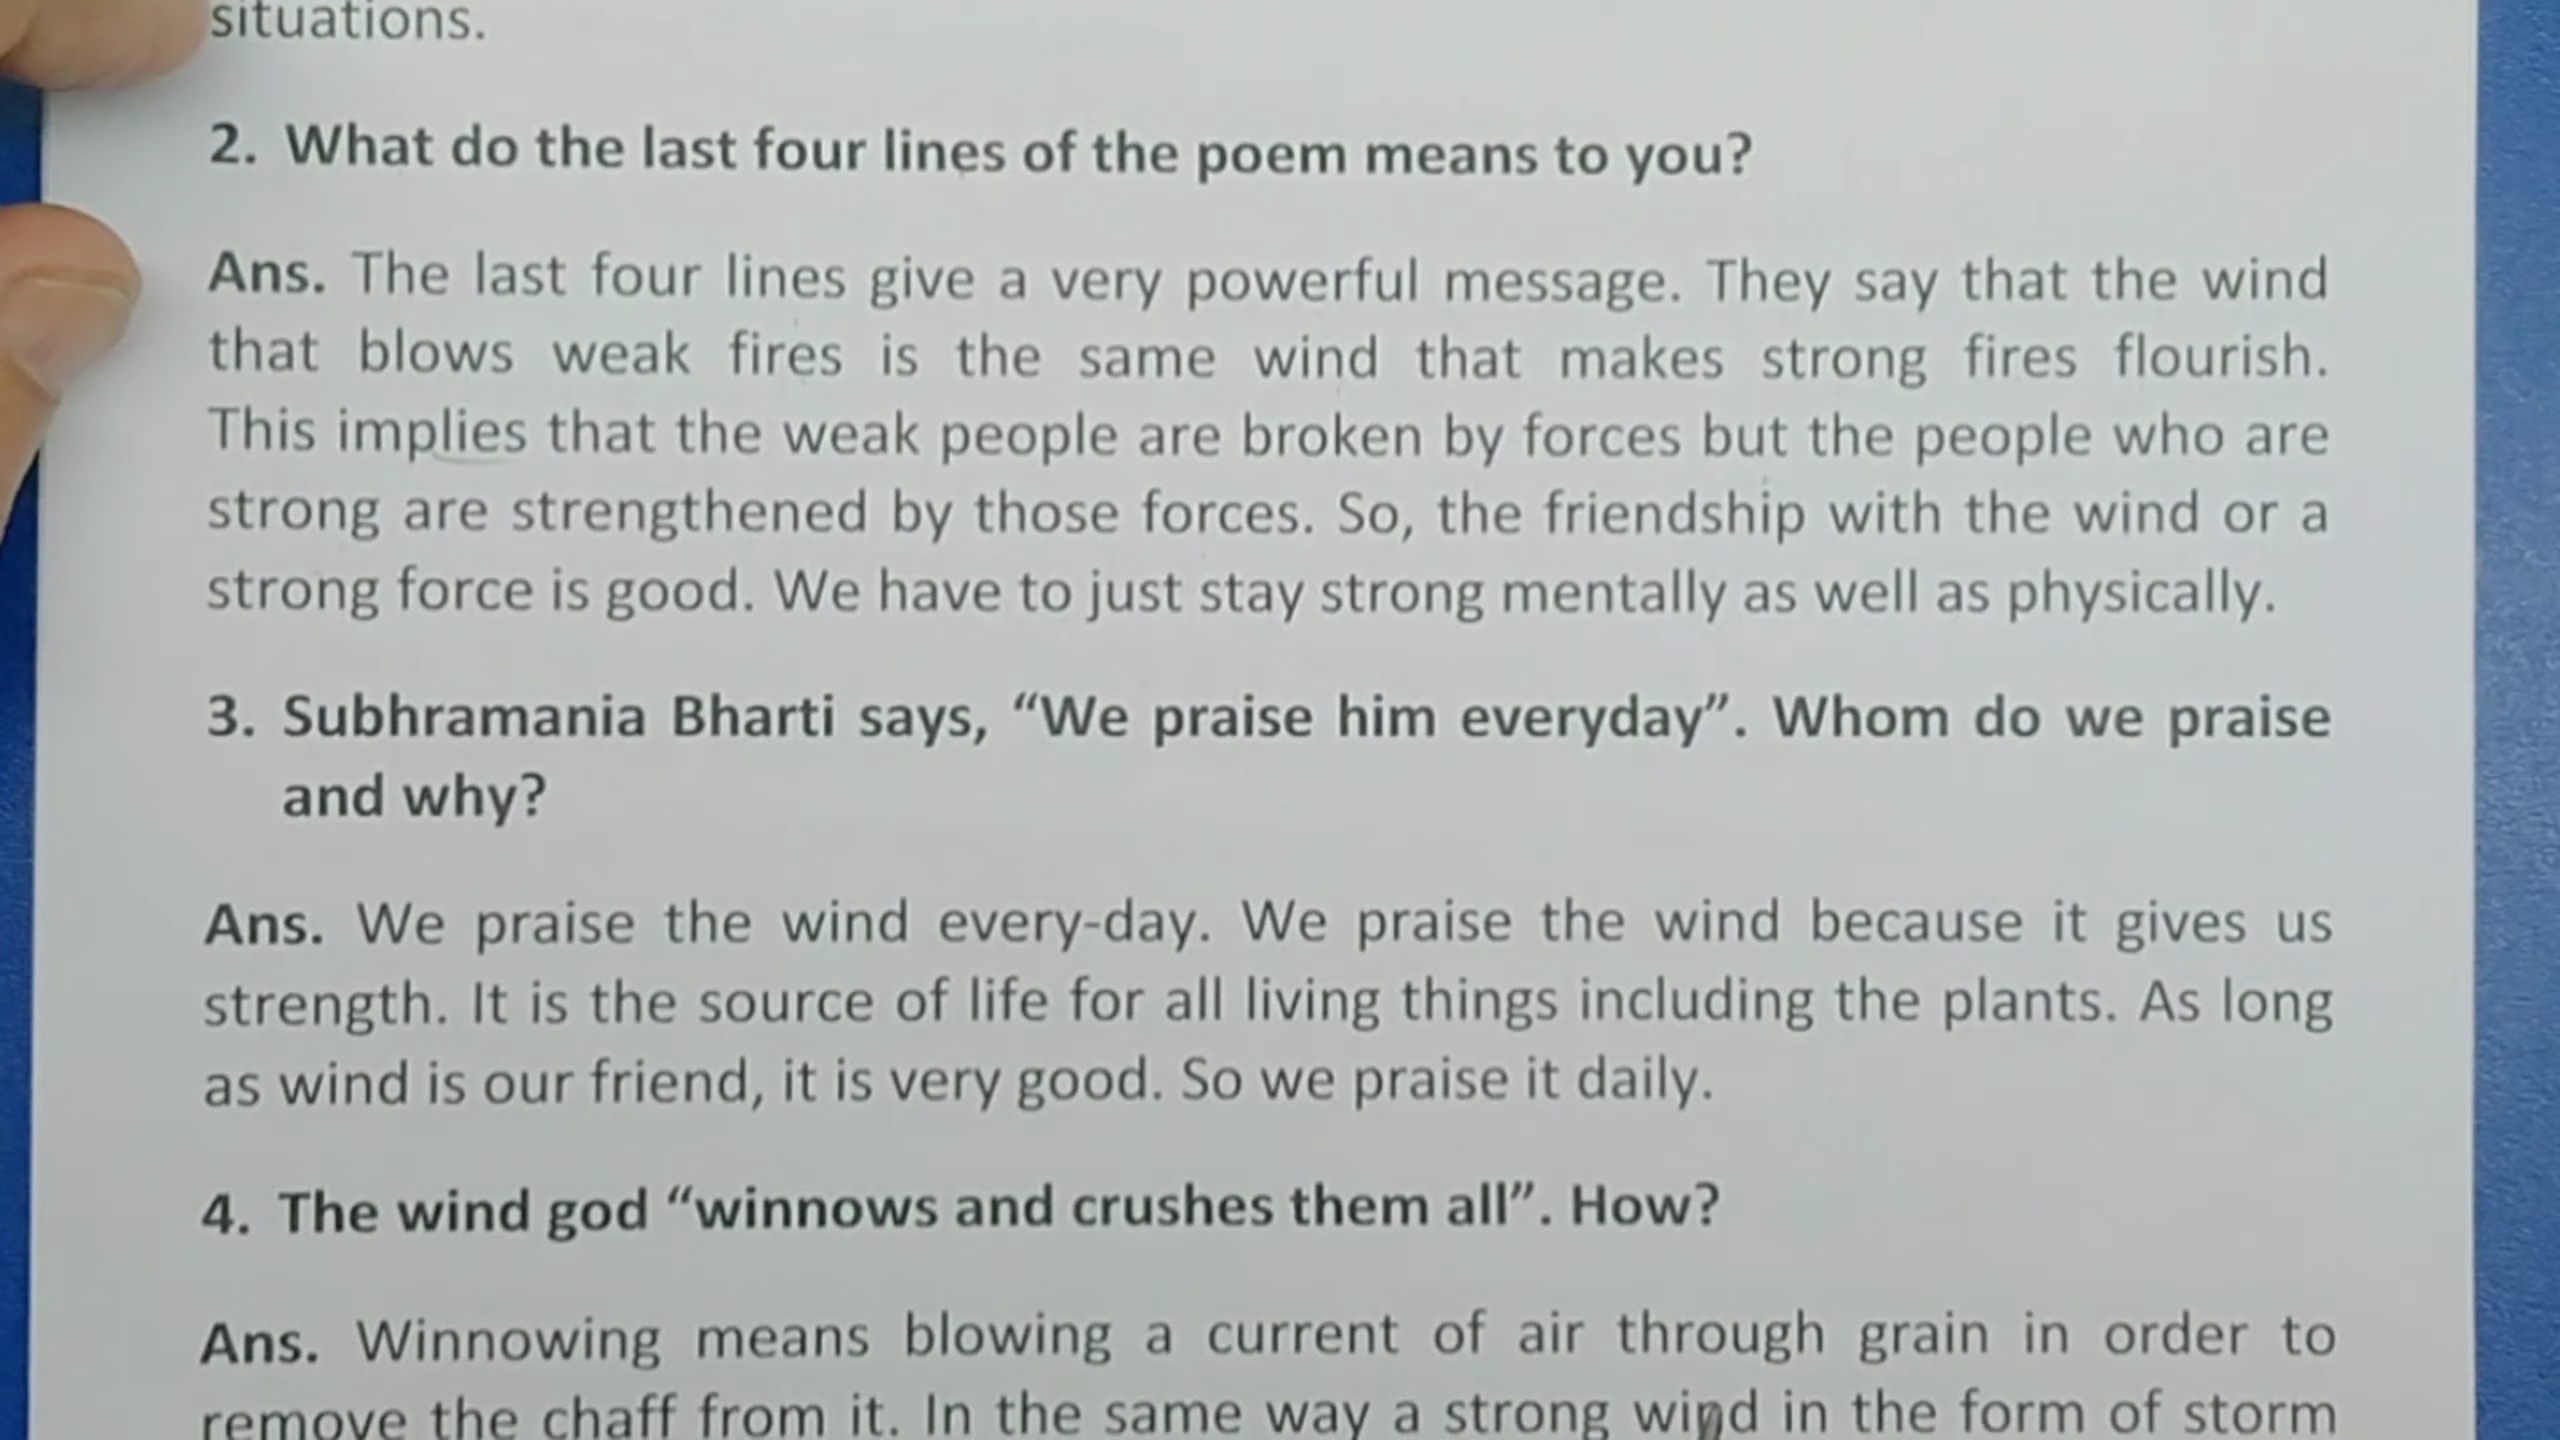 situations.
2. What do the last four lines of the poem means to you?
Ans. The last four lines give a very powerful message. They say that the wind
that blows weak fires is the same wind that makes strong fires flourish.
This implies that the weak people are broken by forces but the people who are
strong are strengthened by those forces. So, the friendship with the wind or a
strong force is good. We have to just stay strong mentally as well as physically.
3. Subhramania Bharti says, “We praise him everyday”. Whom do we praise
and why?
Ans. We praise the wind every-day. We praise the wind because it gives us
strength. It is the source of life for all living things including the plants. As long
as wind is our friend, it is very good. So we praise it daily.
4. The wind god “winnows and crushes them all”. How?
Ans. Winnowing means blowing a current of air through grain in order to
remove the chaff from it. In the same way a strong wind in the form of storm